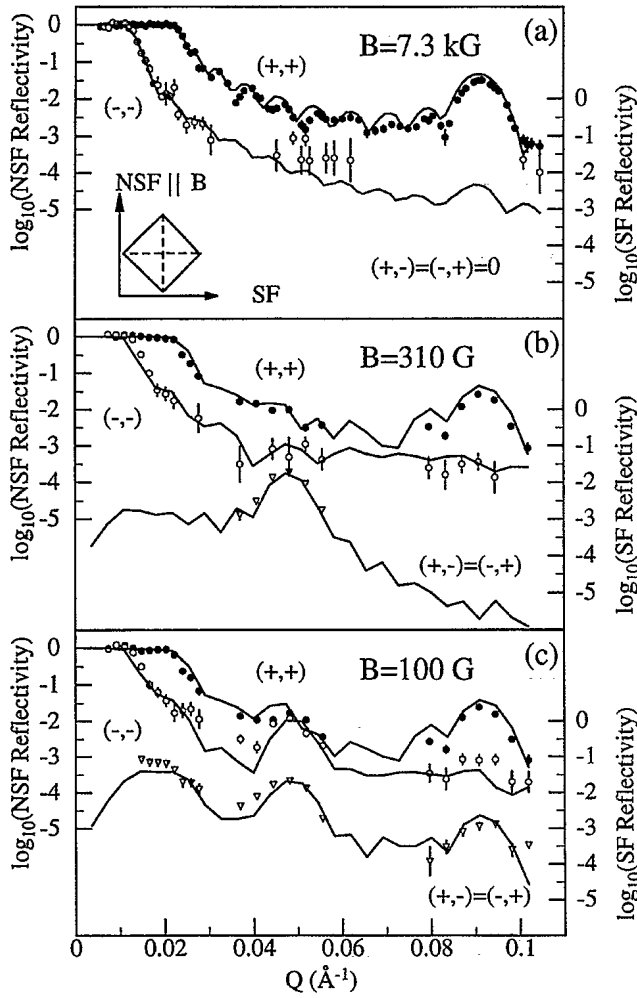 (a)
B=7.3 kG
(+,+)
(-,-)
NSF || B
SF
(+,-)=(-,+)=0
log10(NSF Reflectivity)
0
-1
-2
-3
-4
-5
log10(SF Reflectivity)
0
-1
-2
-3
-4
-5
(b)
B=310 G
(+,+)
(-,-)
(+,-)=(-,+)
log10(NSF Reflectivity)
0
-1
-2
-3
-4
-5
log10(SF Reflectivity)
0
-1
-2
-3
-4
-5
(c)
B=100 G
(+,+)
(-,-)
(+,-)=(-,+)
log10(NSF Reflectivity)
0
-1
-2
-3
-4
-5
log10(SF Reflectivity)
0
-1
-2
-3
-4
-5
0 0.02 0.04 0.06 0.08 0.1
Q (Å-1)